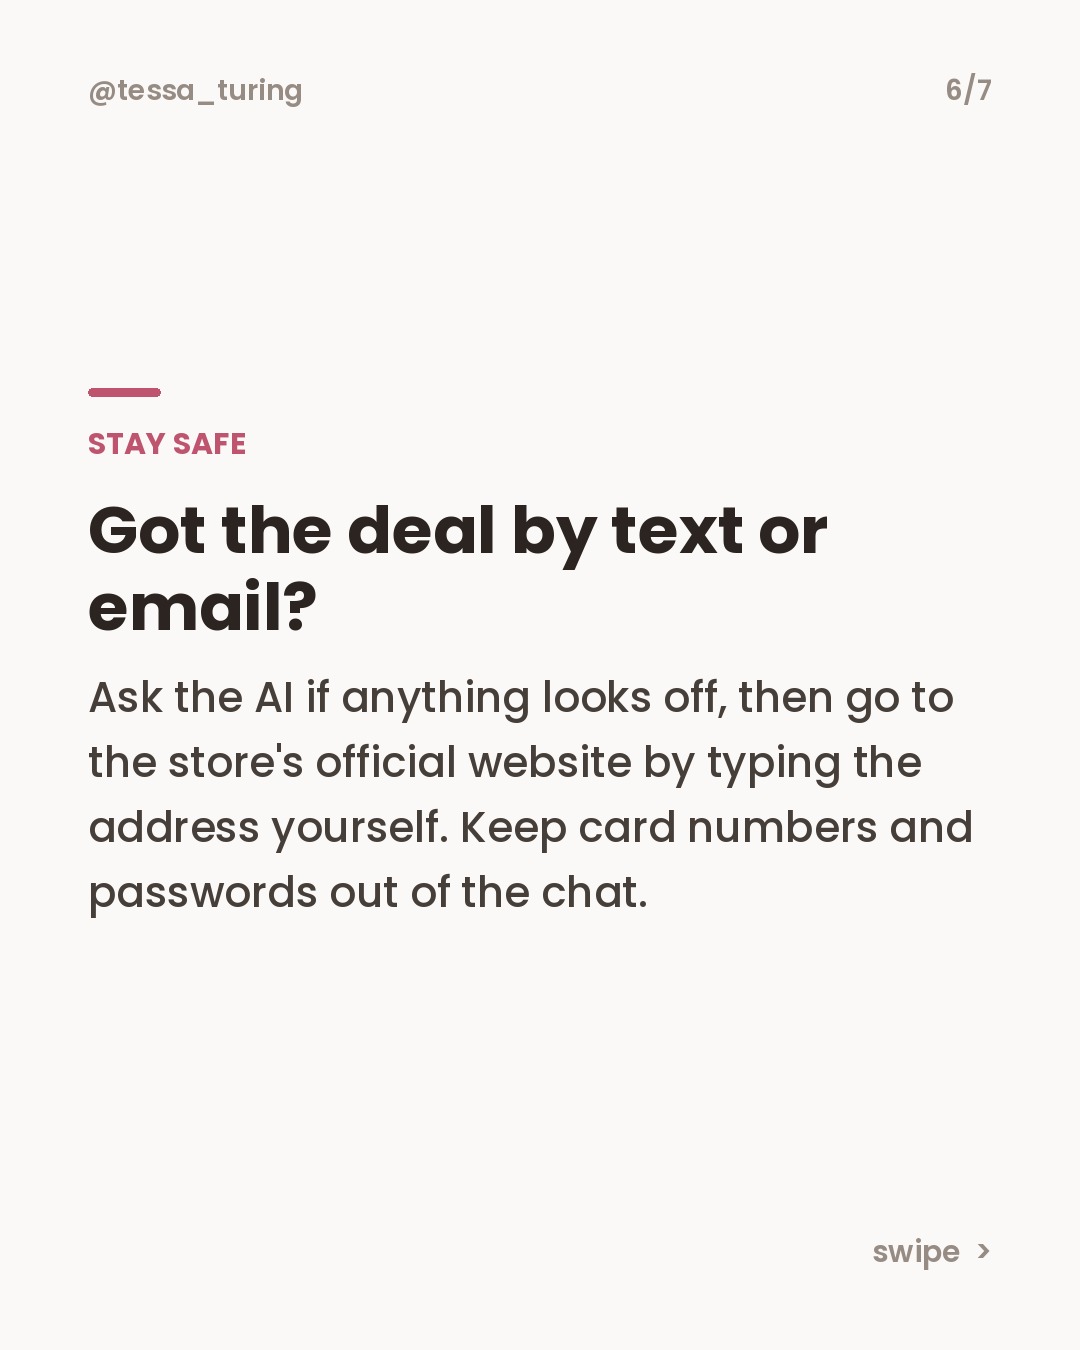 @tessa_turing
6/7
STAY SAFE
Got the deal by text or
email?
Ask the AI if anything looks off, then go to
the store's official website by typing the
address yourself. Keep card numbers and
passwords out of the chat.
swipe >